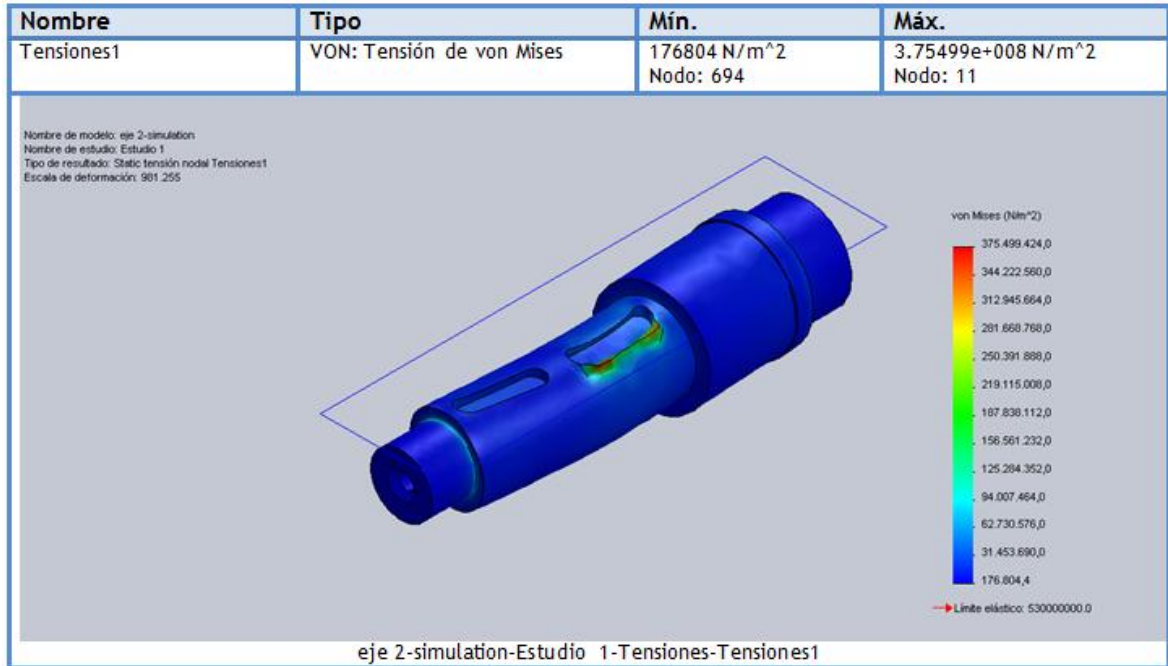 Nombre Tipo Mín. Máx.
Tensiones1 VON: Tensión de von Mises 176804 N/m^2 3.75499e+008 N/m^2
Nodo: 694 Nodo: 11
Nombre de modelo: eje 2-simulation
Nombre de estudio: Estudio 1
Tipo de resultado: Static tensión nodal Tensiones1
Escala de deformación: 981.255
von Mises (N/m^2)
375.499.424,0
344.222.560,0
312.945.664,0
281.668.768,0
250.391.888,0
219.115.008,0
187.838.112,0
156.561.232,0
125.284.352,0
94.007.464,0
62.730.576,0
31.453.690,0
176.804,4
Límite elástico: 530000000.0
eje 2-simulation-Estudio 1-Tensiones-Tensiones1